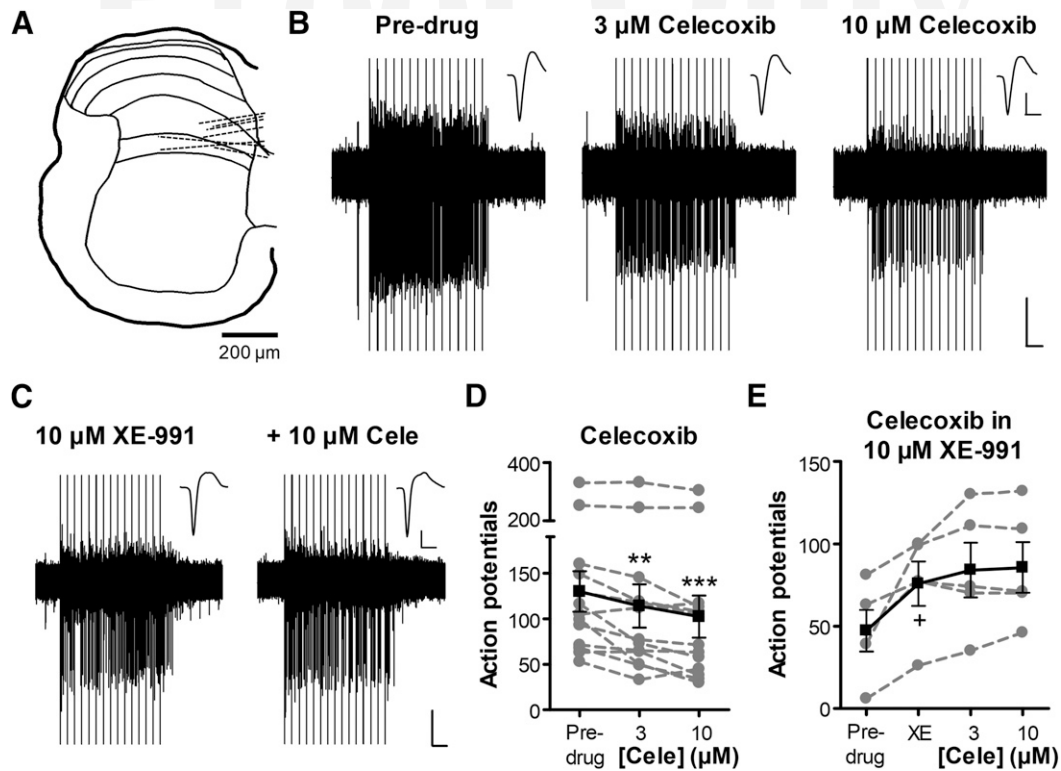 A
200 µm
B
Pre-drug
3 µM Celecoxib
10 µM Celecoxib
C
10 µM XE-991
+ 10 µM Cele
D
Celecoxib
Action potentials
400
200
150
100
50
0
**
***
Pre-
drug
3
10
[Cele] (µM)
E
Celecoxib in
10 µM XE-991
Action potentials
150
100
50
0
+
Pre-
drug
XE
3
10
[Cele] (µM)